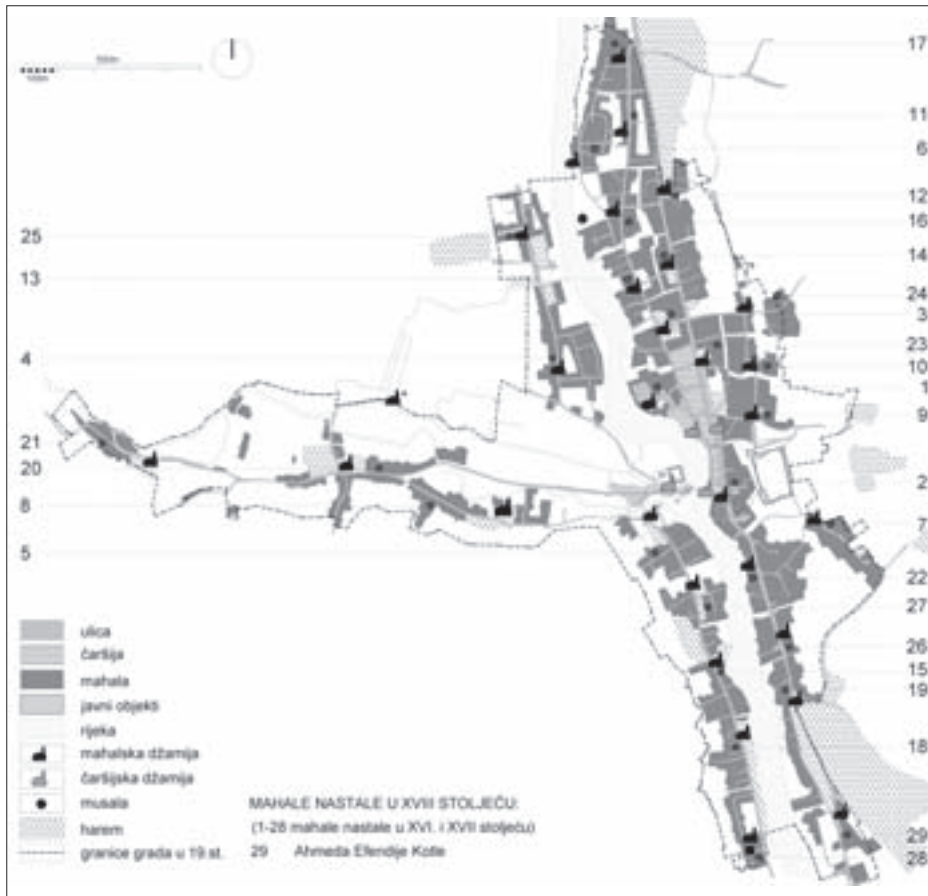 500m
100m
17
11
6
12
16
14
24
3
23
10
1
9
2
7
22
27
26
15
19
18
29
28
25
13
4
21
20
8
5
ulica
čaršija
mahala
javni objekti
rijeka
mahalska džamija
čaršijska džamija
musala
harem
granice grada u 19.st.
MAHALE NASTALE U XVIII STOLJEĆU:
(1-28 mahale nastale u XVI. i XVII stoljeću)
29 Ahmeda Efendije Kotle